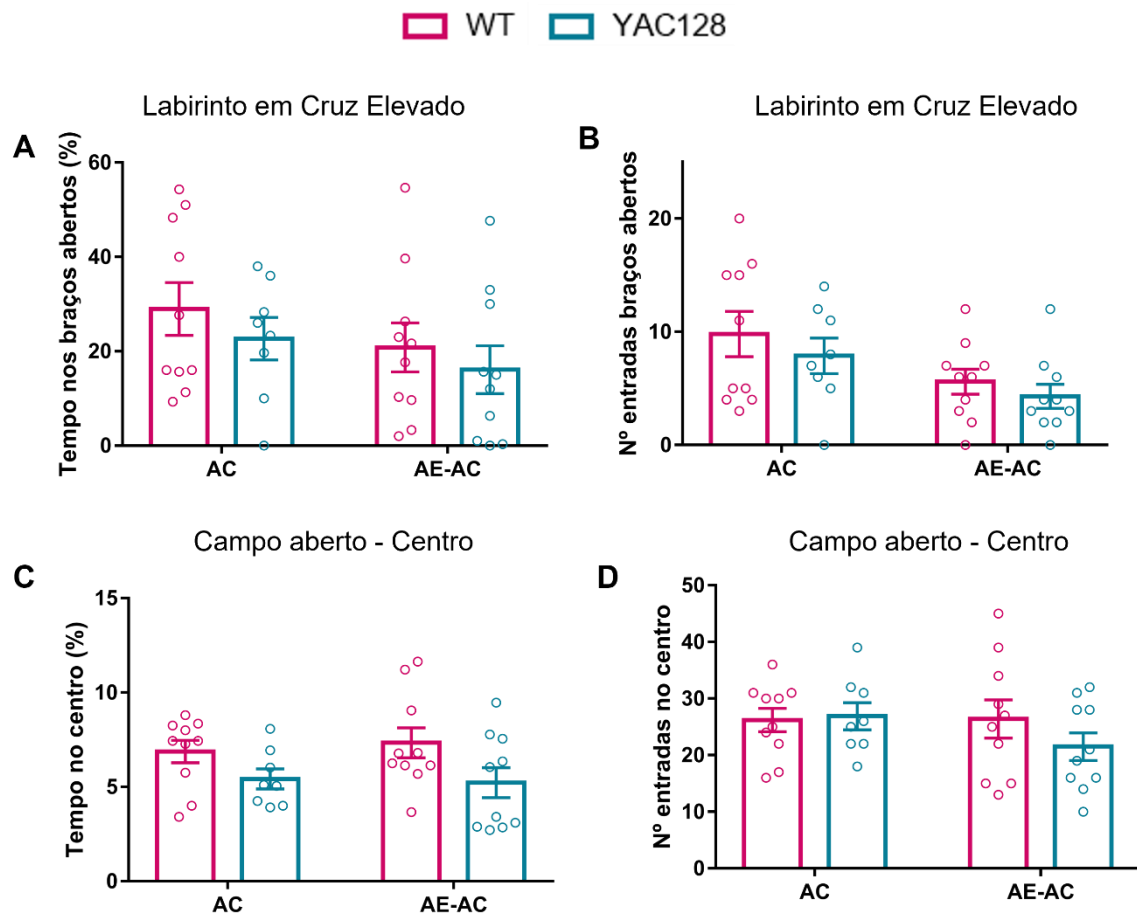 WT YAC128
Labirinto em Cruz Elevado
A
Tempo nos braços abertos (%)
60
40
20
0
AC AE-AC
Labirinto em Cruz Elevado
B
Nº entradas braços abertos
20
10
0
AC AE-AC
Campo aberto - Centro
C
Tempo no centro (%)
15
10
5
0
AC AE-AC
Campo aberto - Centro
D
Nº entradas no centro
50
40
30
20
10
0
AC AE-AC